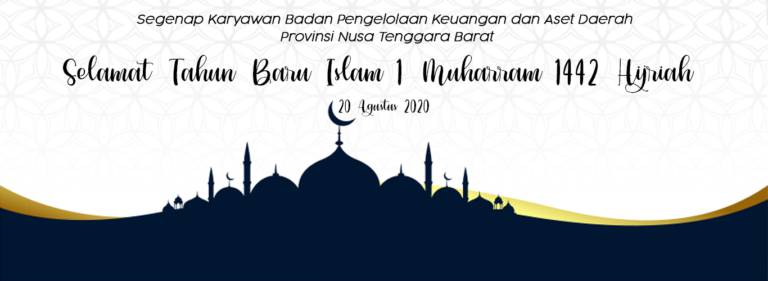 Segenap Karyawan Badan Pengelolaan Keuangan dan Aset Daerah
Provinsi Nusa Tenggara Barat
Selamat Tahun Baru Islam 1 Muharram 1442 Hijriah
20 Agustus 2020